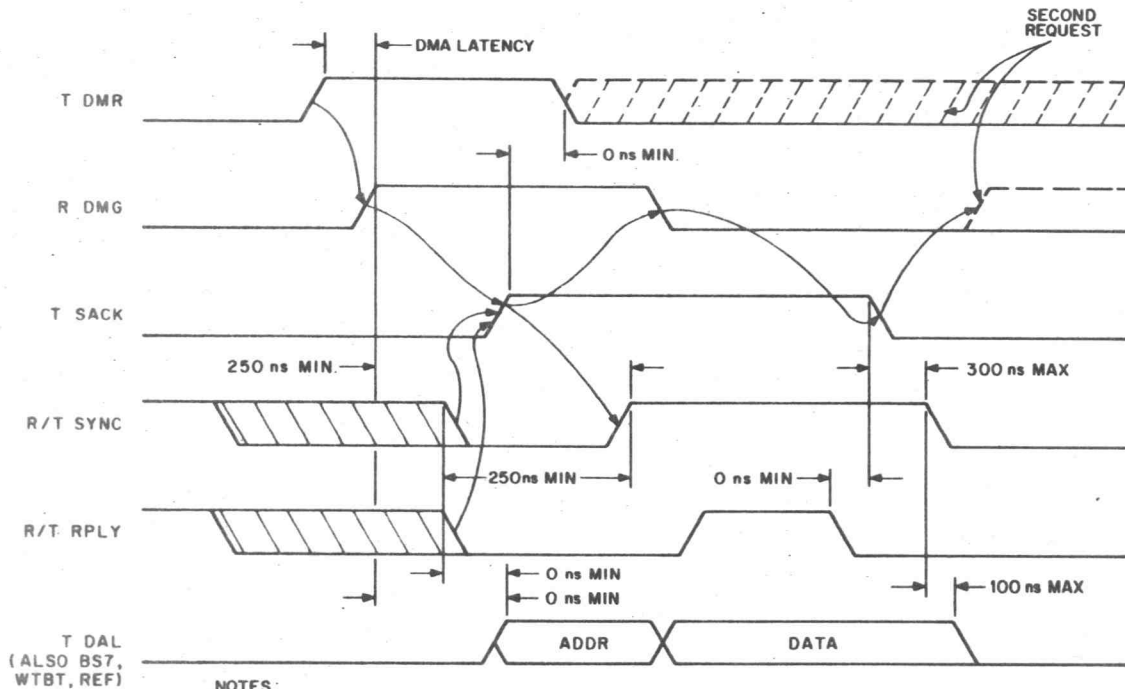 SECOND
REQUEST
DMA LATENCY
T DMR
0 ns MIN.
R DMG
T SACK
250 ns MIN.
300 ns MAX
R/T SYNC
250ns MIN
0 ns MIN
R/T RPLY
0 ns MIN
0 ns MIN
100 ns MAX
T DAL
(ALSO BS7,
WTBT, REF)
ADDR
DATA
NOTES: